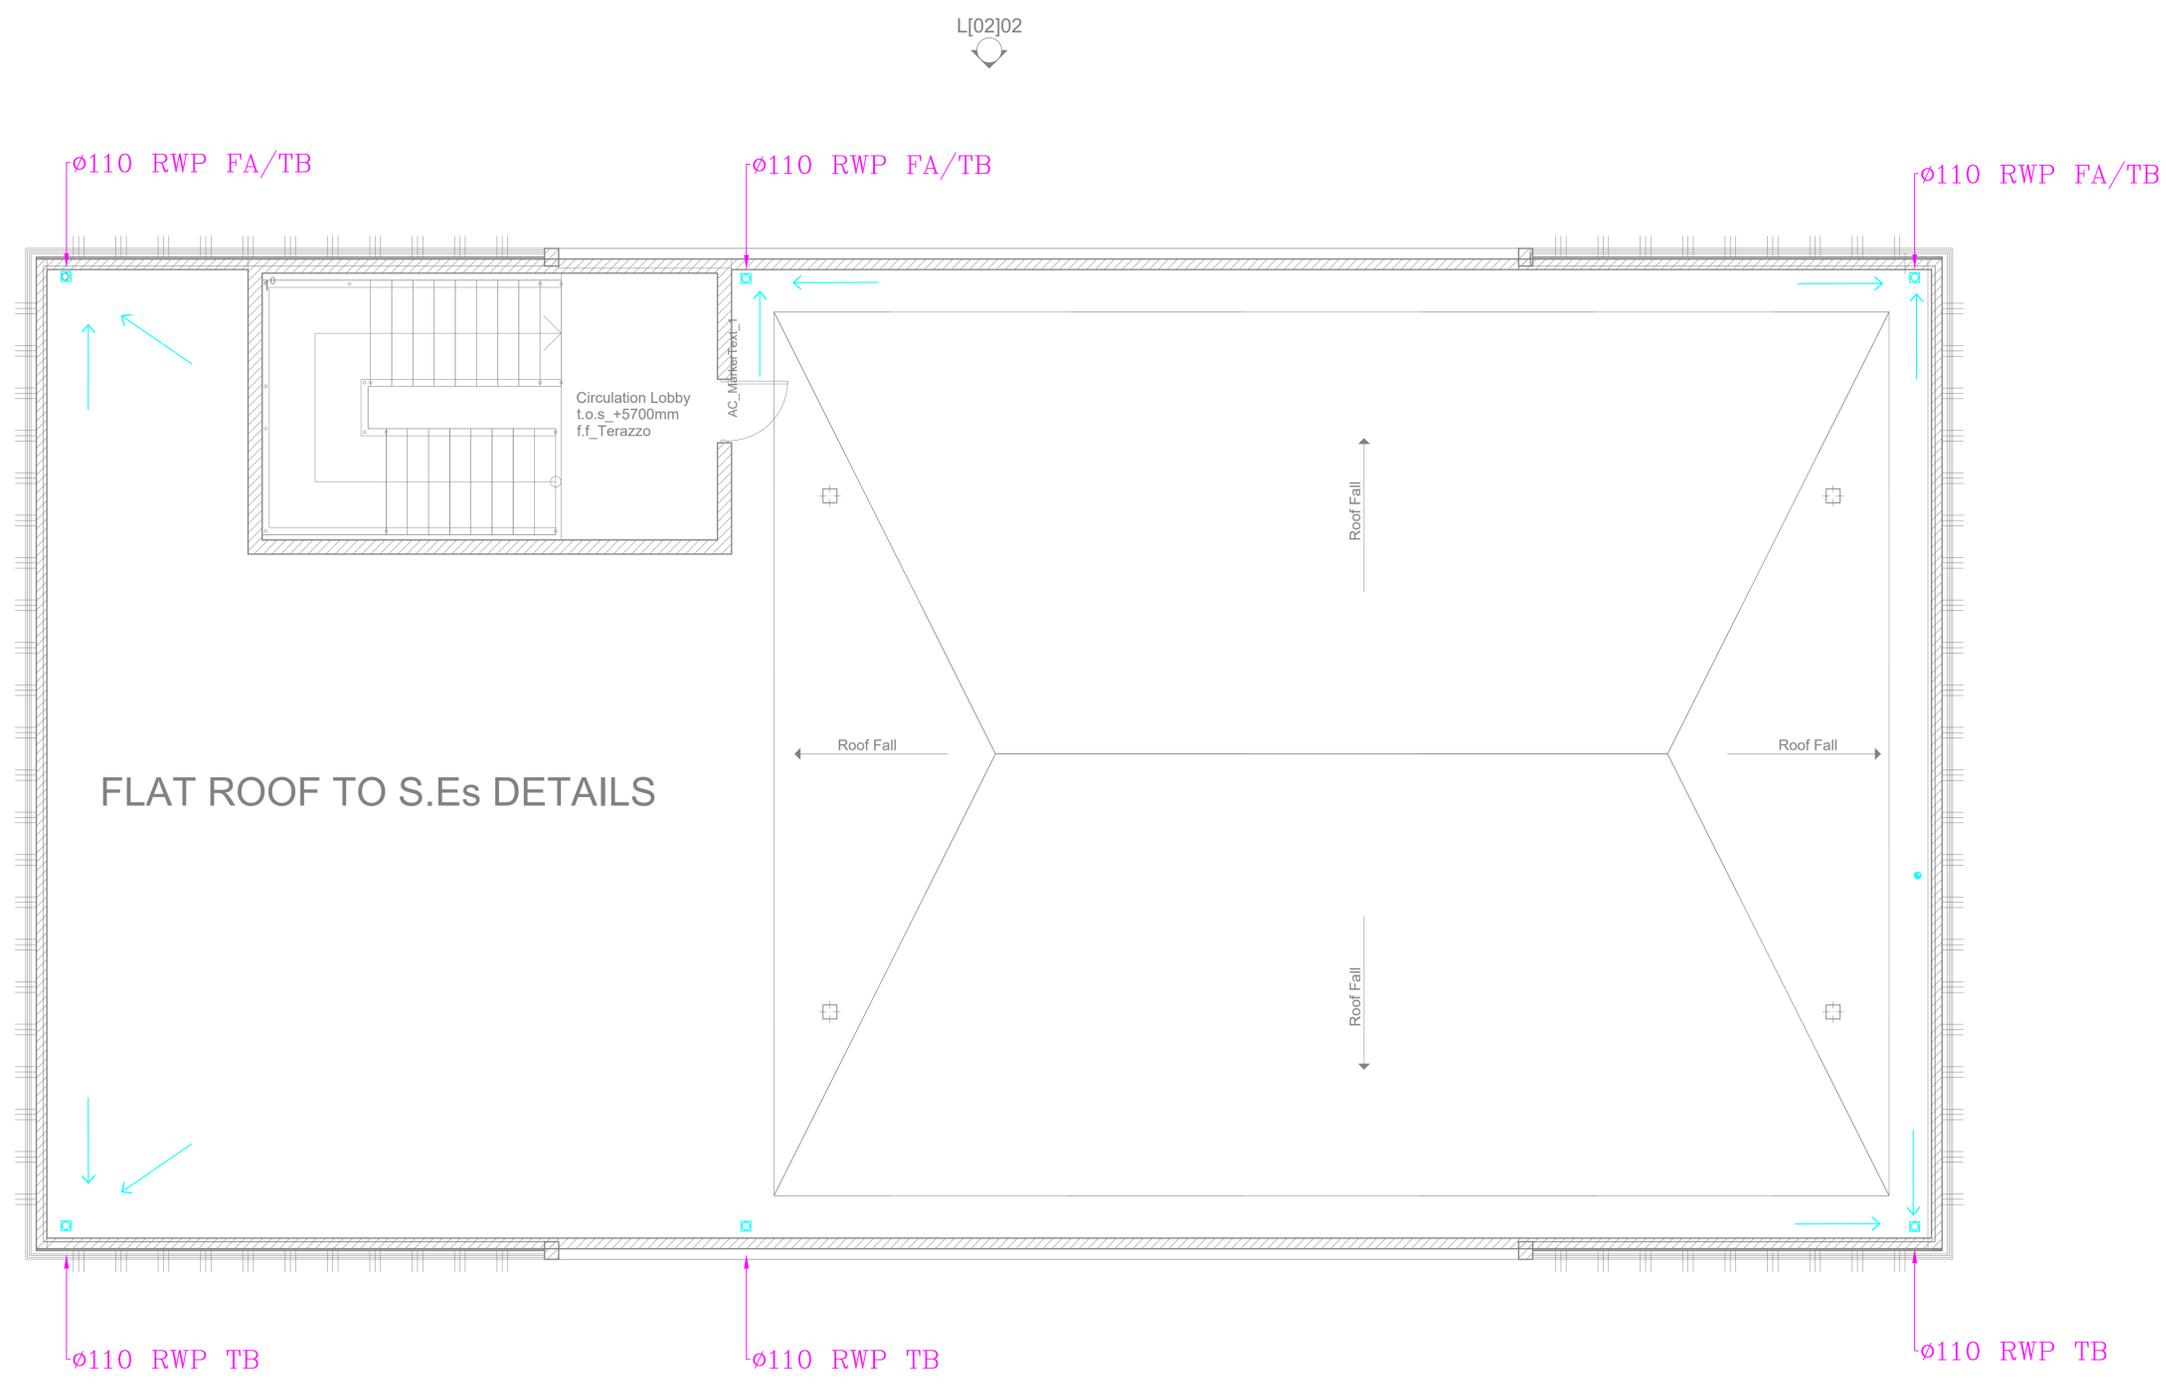 L[02]02
ø110 RWP FA/TB
ø110 RWP FA/TB
ø110 RWP FA/TB
Circulation Lobby
t.o.s_+5700mm
f.f_Terazzo
AC_MarkerText_1
Roof Fall
Roof Fall
Roof Fall
FLAT ROOF TO S.Es DETAILS
Roof Fall
ø110 RWP TB
ø110 RWP TB
ø110 RWP TB